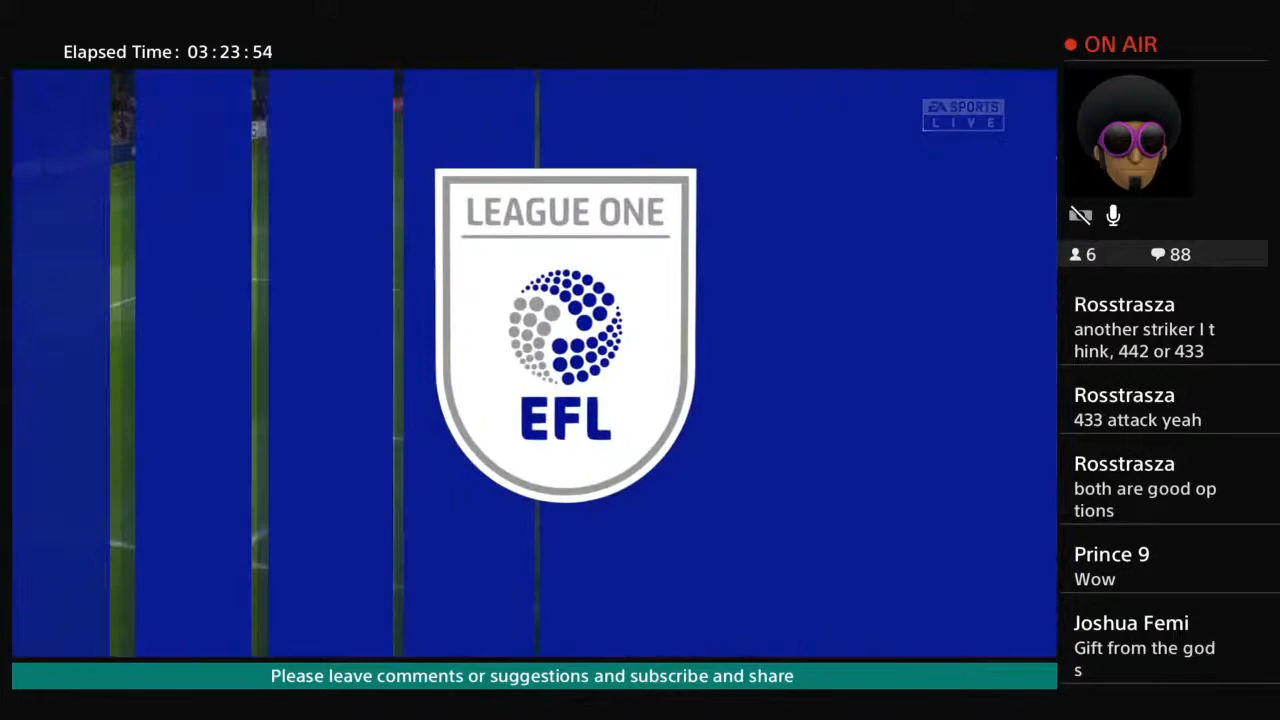 Elapsed Time: 03:23:54
ON AIR
EA SPORTS
LIVE
LEAGUE ONE
EFL
6 88
Rosstrasza
another striker I t
hink, 442 or 433
Rosstrasza
433 attack yeah
Rosstrasza
both are good op
tions
Prince 9
Wow
Joshua Femi
Gift from the god
s
Please leave comments or suggestions and subscribe and share